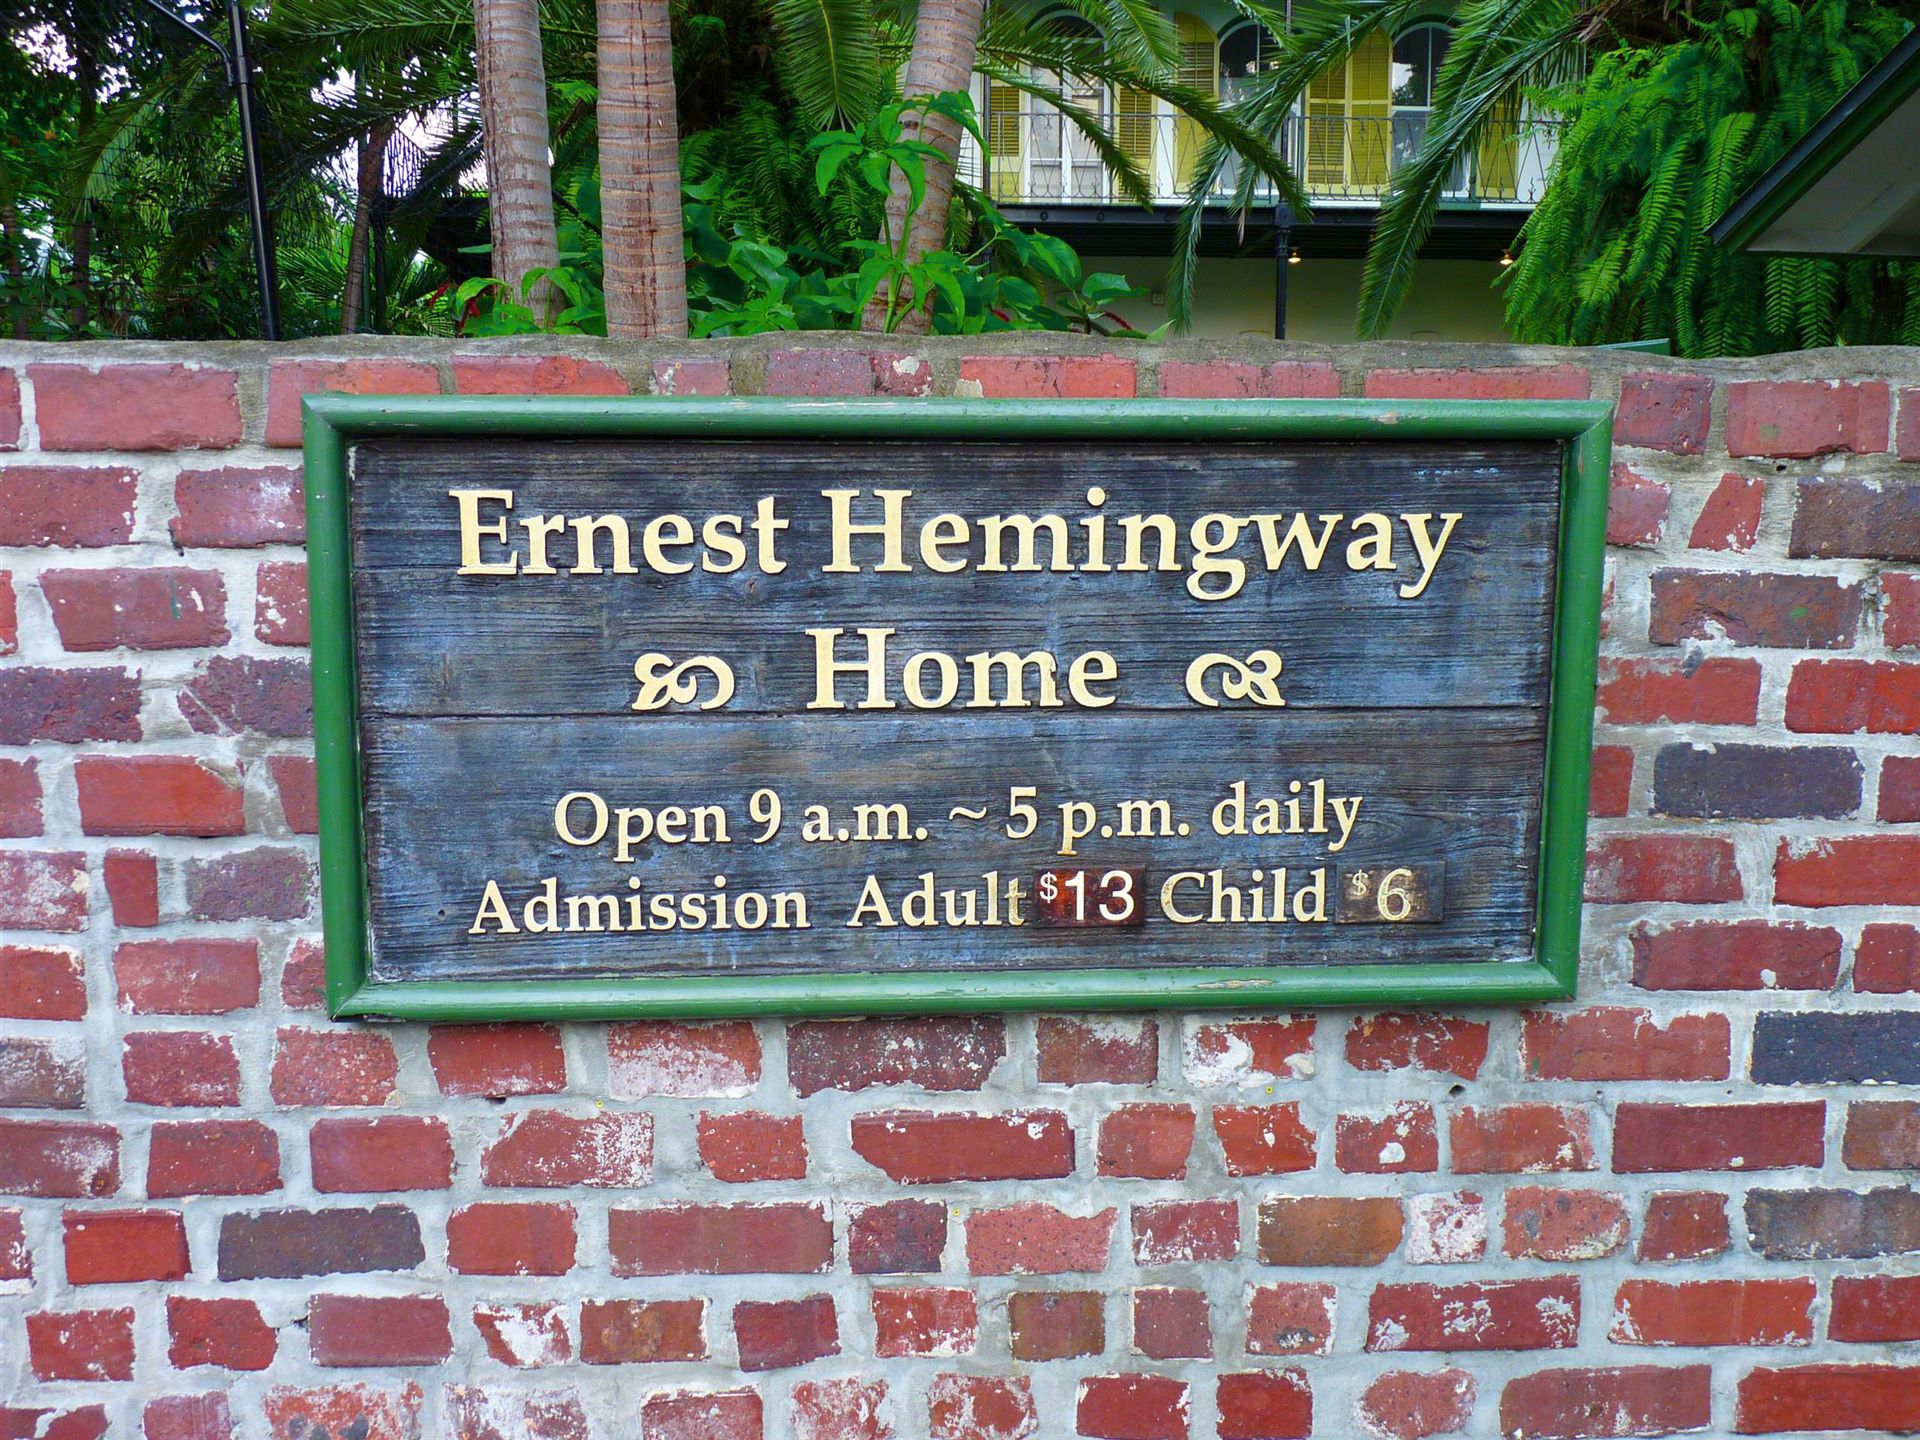 Ernest Hemingway
Home
Open 9 a.m. ~ 5 p.m. daily
Admission Adult $13 Child $6